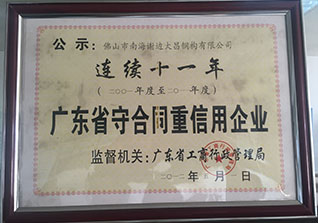 公示：佛山市南海谢边大昌钢构有限公司
连续十一年
（二00一年度至二0一一年度）
广东省守合同重信用企业
监督机关：广东省工商行政管理局
二0一二年 月 日